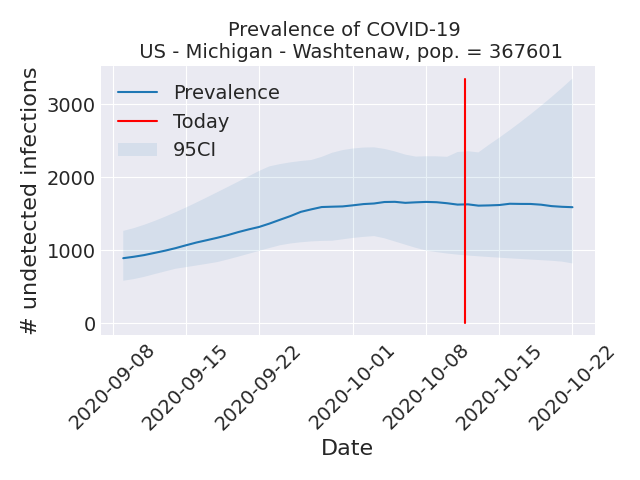 Prevalence of COVID-19
US - Michigan - Washtenaw, pop. = 367601
# undetected infections
3000
2000
1000
0
Prevalence
Today
95CI
2020-09-08
2020-09-15
2020-09-22
2020-10-01
2020-10-08
2020-10-15
2020-10-22
Date